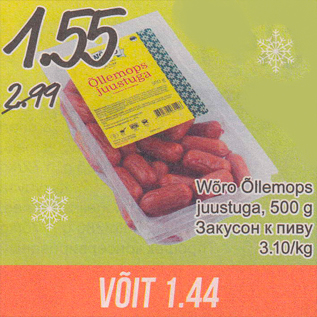 1.55
2.99
Õllemops
juustuga
Wõro Õllemops
juustuga, 500 g
Закусон к пиву
3.10/kg
VÕIT 1.44